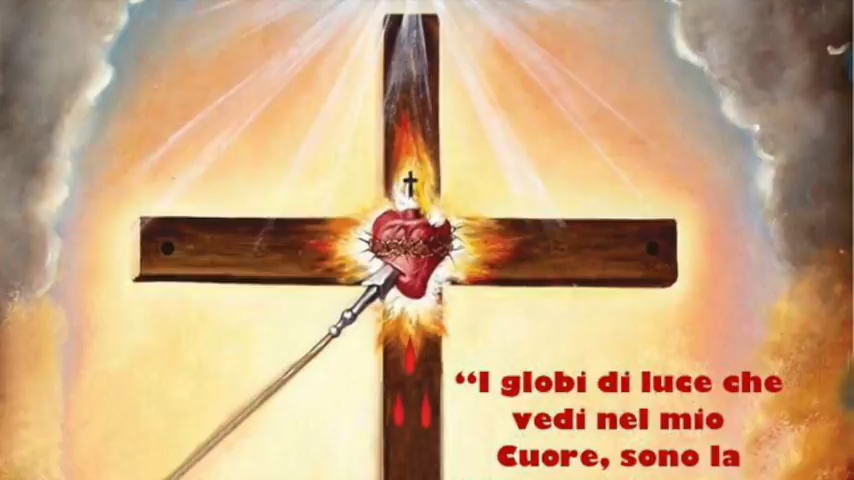 “I globi di luce che
vedi nel mio
Cuore, sono la